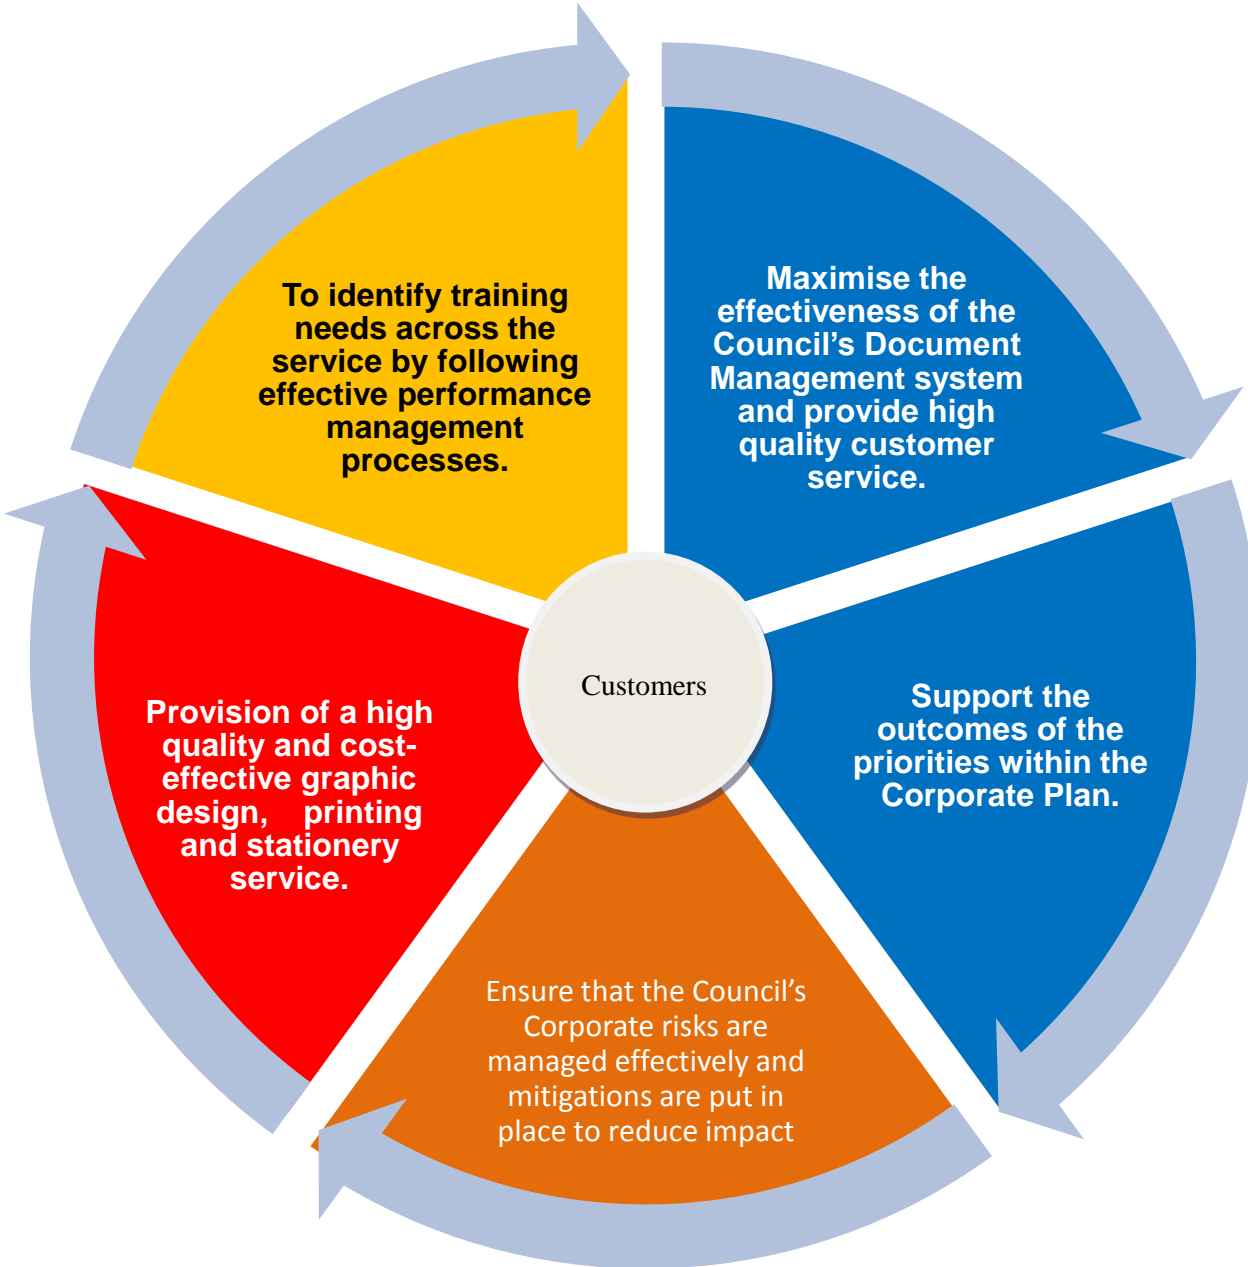 To identify training
needs across the
service by following
effective performance
management
processes.
Maximise the
effectiveness of the
Council’s Document
Management system
and provide high
quality customer
service.
Customers
Support the
outcomes of the
priorities within the
Corporate Plan.
Provision of a high
quality and cost-
effective graphic
design, printing
and stationery
service.
Ensure that the Council’s
Corporate risks are
managed effectively and
mitigations are put in
place to reduce impact